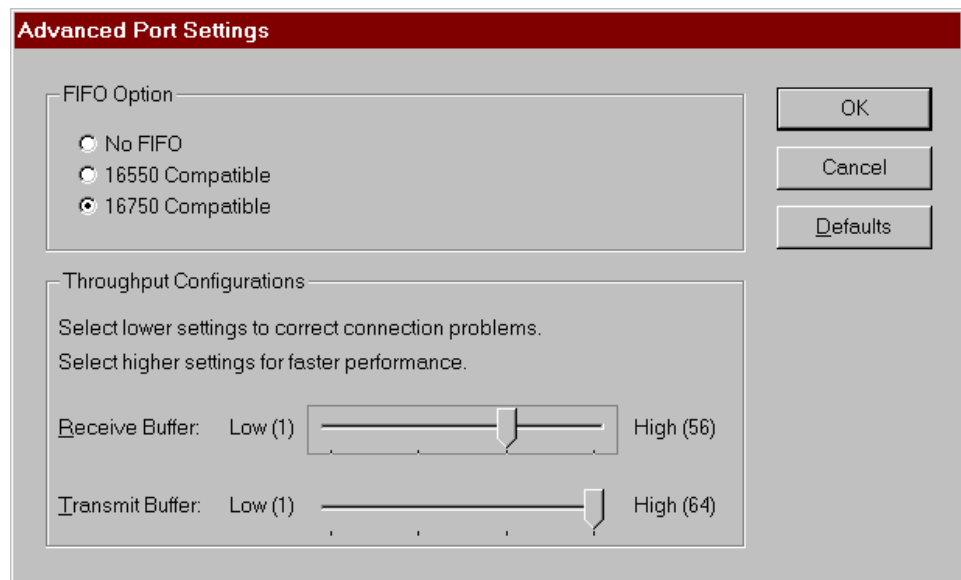 Advanced Port Settings
FIFO Option
No FIFO
16550 Compatible
16750 Compatible
OK
Cancel
Defaults
Throughput Configurations
Select lower settings to correct connection problems.
Select higher settings for faster performance.
Receive Buffer: Low (1) High (56)
Transmit Buffer: Low (1) High (64)